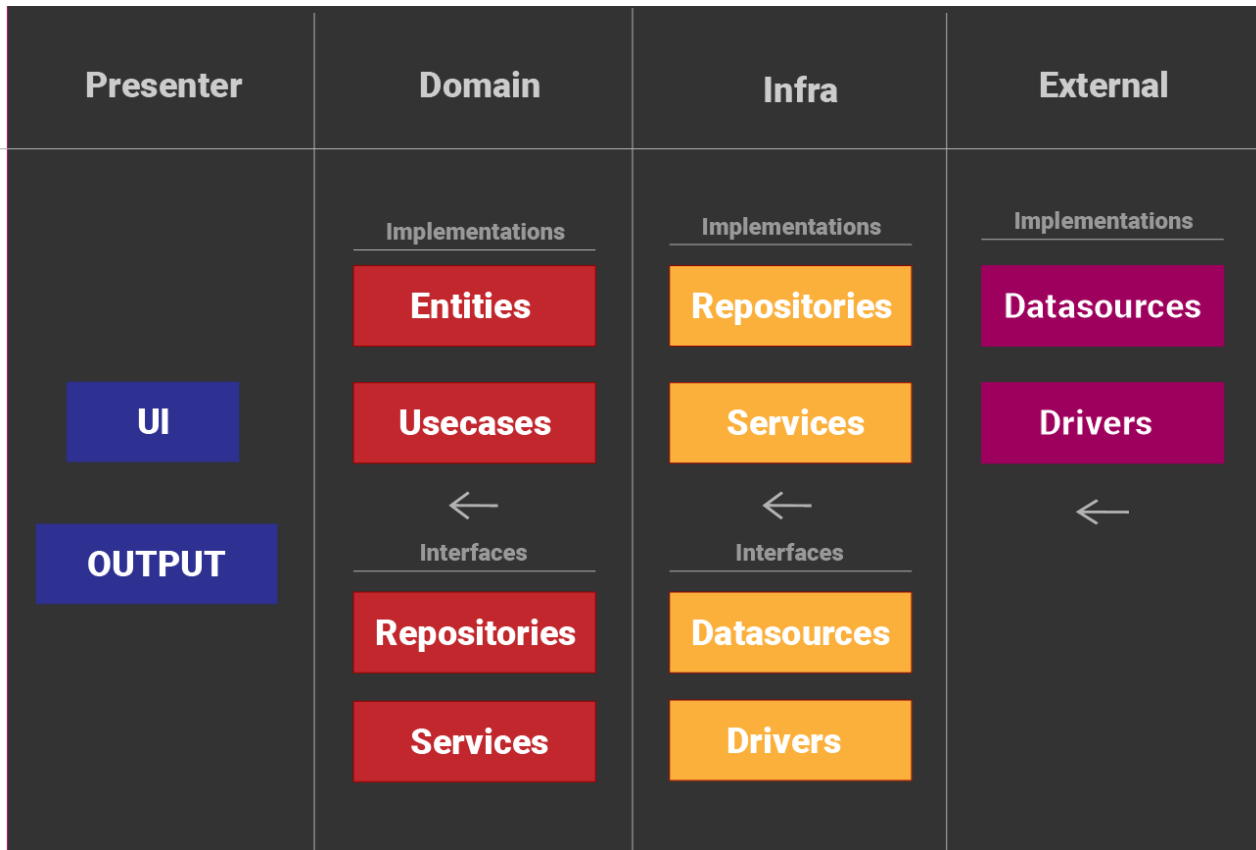 Presenter
Domain
Infra
External
UI
OUTPUT
Implementations
Entities
Usecases
Interfaces
Repositories
Services
Implementations
Repositories
Services
Interfaces
Datasources
Drivers
Implementations
Datasources
Drivers